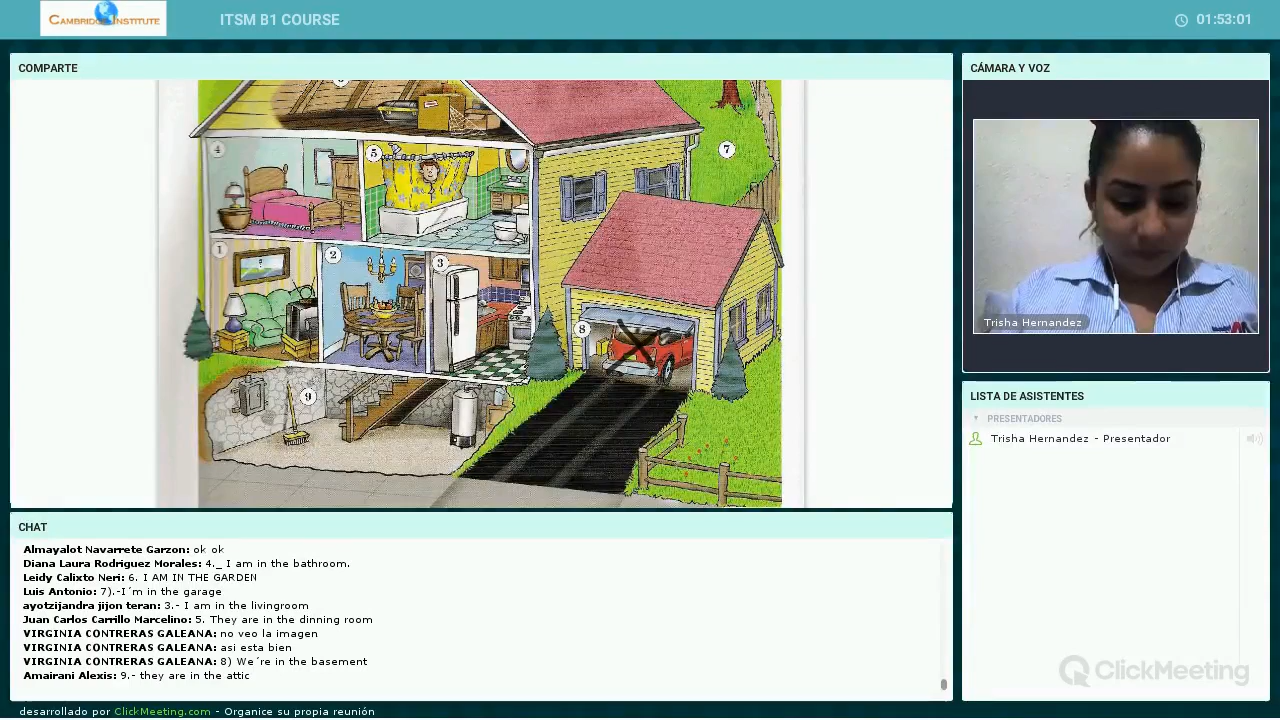 CAMBRIDGE INSTITUTE
ITSM B1 COURSE
01:53:01
COMPARTE
4
5
7
1
2
3
8
9
CÁMARA Y VOZ
Trisha Hernandez
LISTA DE ASISTENTES
PRESENTADORES
Trisha Hernandez - Presentador
CHAT
Almayalot Navarrete Garzon: ok ok
Diana Laura Rodriguez Morales: 4._ I am in the bathroom.
Leidy Calixto Neri: 6. I AM IN THE GARDEN
Luis Antonio: 7).-I´m in the garage
ayotzijandra jijon teran: 3.- I am in the livingroom
Juan Carlos Carrillo Marcelino: 5. They are in the dinning room
VIRGINIA CONTRERAS GALEANA: no veo la imagen
VIRGINIA CONTRERAS GALEANA: asi esta bien
VIRGINIA CONTRERAS GALEANA: 8) We´re in the basement
Amairani Alexis: 9.- they are in the attic
ClickMeeting
desarrollado por ClickMeeting.com - Organice su propia reunión